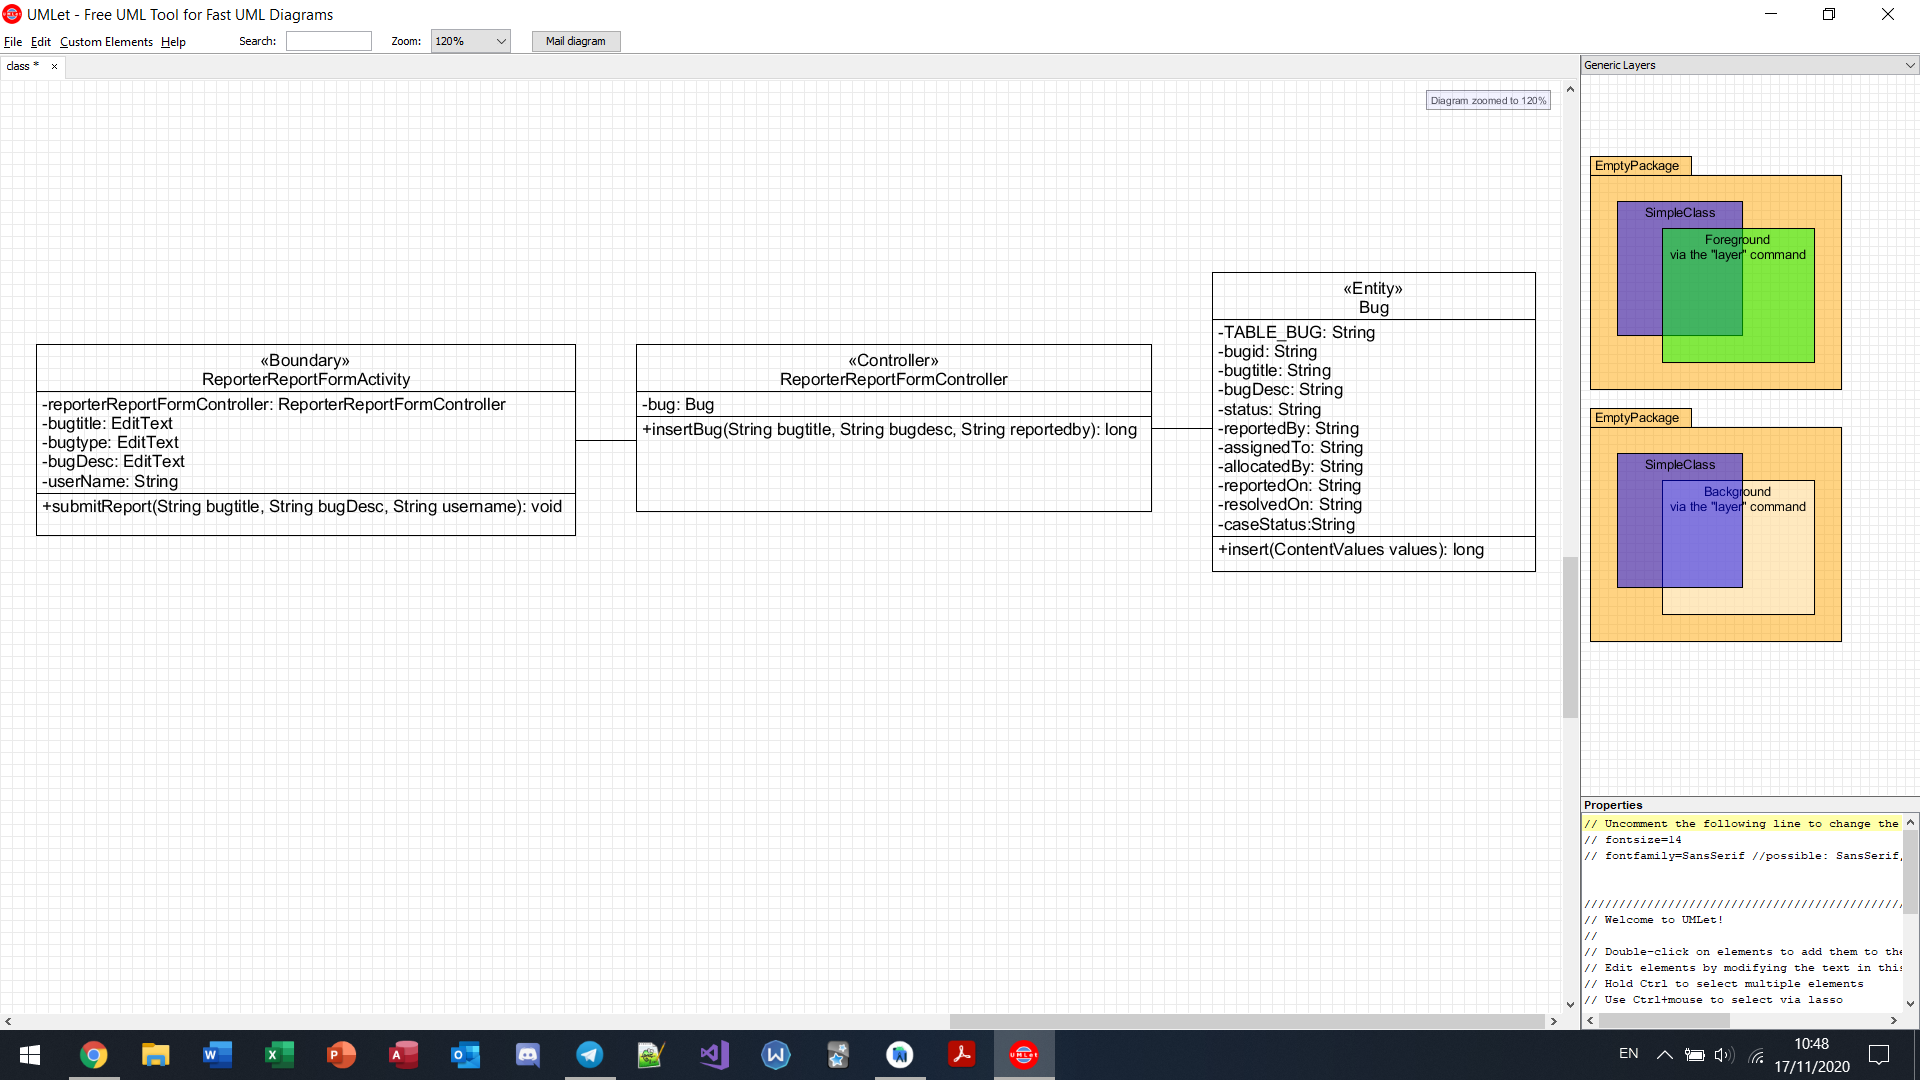 UMLet - Free UML Tool for Fast UML Diagrams
File Edit Custom Elements Help Search: Zoom: 120% Mail diagram
class *
Diagram zoomed to 120%
«Boundary»
ReporterReportFormActivity
-reporterReportFormController: ReporterReportFormController
-bugtitle: EditText
-bugtype: EditText
-bugDesc: EditText
-userName: String
+submitReport(String bugtitle, String bugDesc, String username): void
«Controller»
ReporterReportFormController
-bug: Bug
+insertBug(String bugtitle, String bugdesc, String reportedby): long
«Entity»
Bug
-TABLE_BUG: String
-bugid: String
-bugtitle: String
-bugDesc: String
-status: String
-reportedBy: String
-assignedTo: String
-allocatedBy: String
-reportedOn: String
-resolvedOn: String
-caseStatus:String
+insert(ContentValues values): long
Generic Layers
EmptyPackage
SimpleClass
Foreground
via the "layer" command
EmptyPackage
SimpleClass
Background
via the "layer" command
Properties
// Uncomment the following line to change the
// fontsize=14
// fontfamily=SansSerif //possible: SansSerif,
//////////////////////////////////////////////
// Welcome to UMLet!
//
// Double-click on elements to add them to the
// Edit elements by modifying the text in this
// Hold Ctrl to select multiple elements
// Use Ctrl+mouse to select via lasso
EN
10:48
17/11/2020